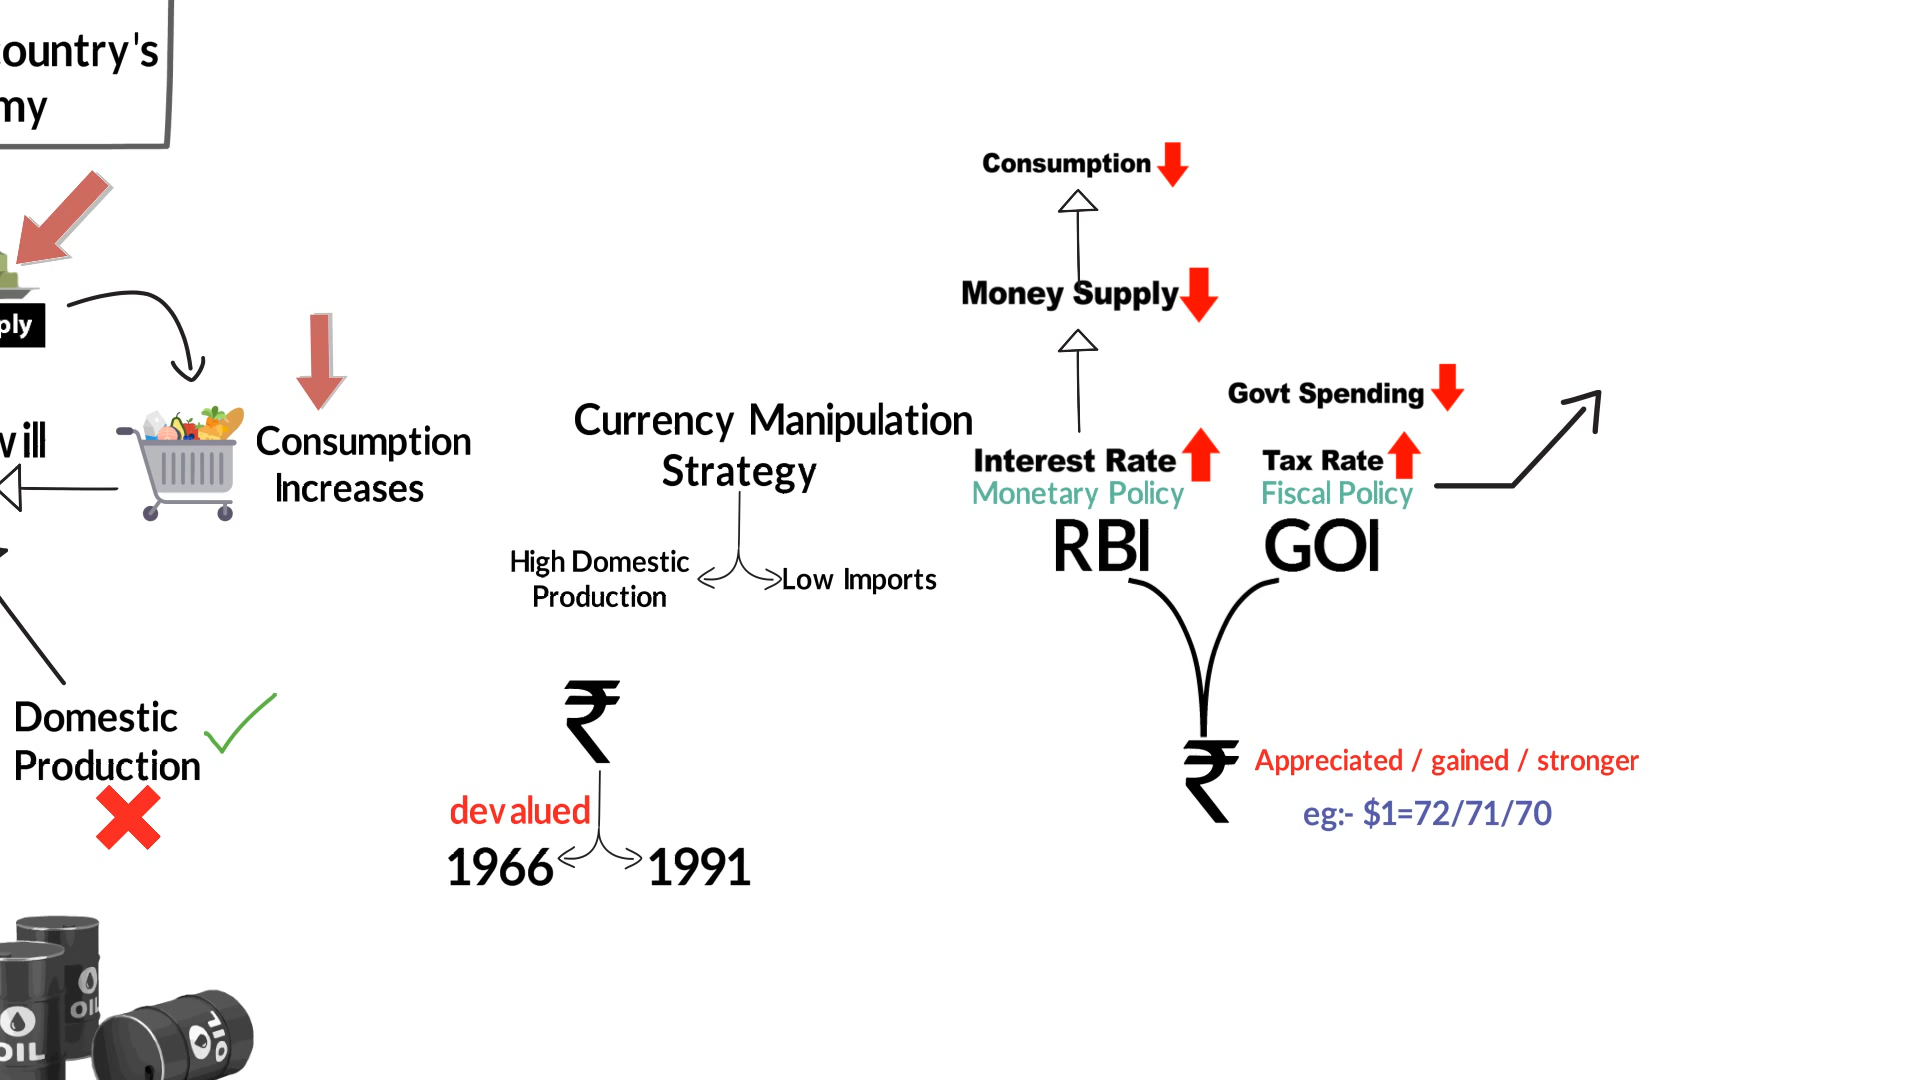 country's
my
ply
will
Consumption
Increases
Domestic
Production
OIL
OIL
OIL
Currency Manipulation
Strategy
High Domestic
Production
Low Imports
₹
devalued
1966
1991
Consumption
Money Supply
Interest Rate
Monetary Policy
RBI
Govt Spending
Tax Rate
Fiscal Policy
GOI
₹
Appreciated / gained / stronger
eg:- $1=72/71/70